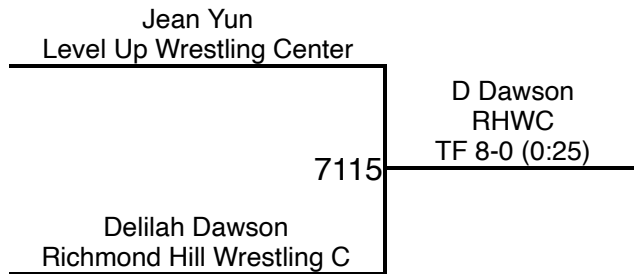 Jean Yun
Level Up Wrestling Center
D Dawson
RHWC
TF 8-0 (0:25)
7115
Delilah Dawson
Richmond Hill Wrestling C